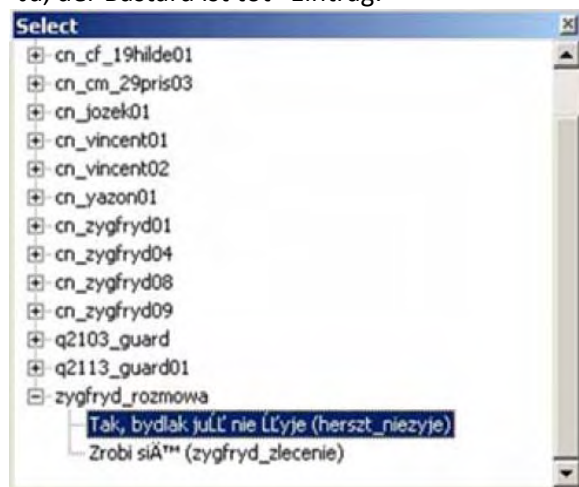 Ja, der Bastard ist tot"-Eintrag.
Select
cn_cf_19hilde01
cn_cm_29pris03
cn_jozek01
cn_vincent01
cn_vincent02
cn_yazon01
cn_zygfryd01
cn_zygfryd04
cn_zygfryd08
cn_zygfryd09
q2103_guard
q2113_guard01
zygfryd_rozmowa
Tak, bydlak juĹĽ nie ĹĽyje (herszt_niezyje)
Zrobi siÄ™ (zygfryd_zlecenie)